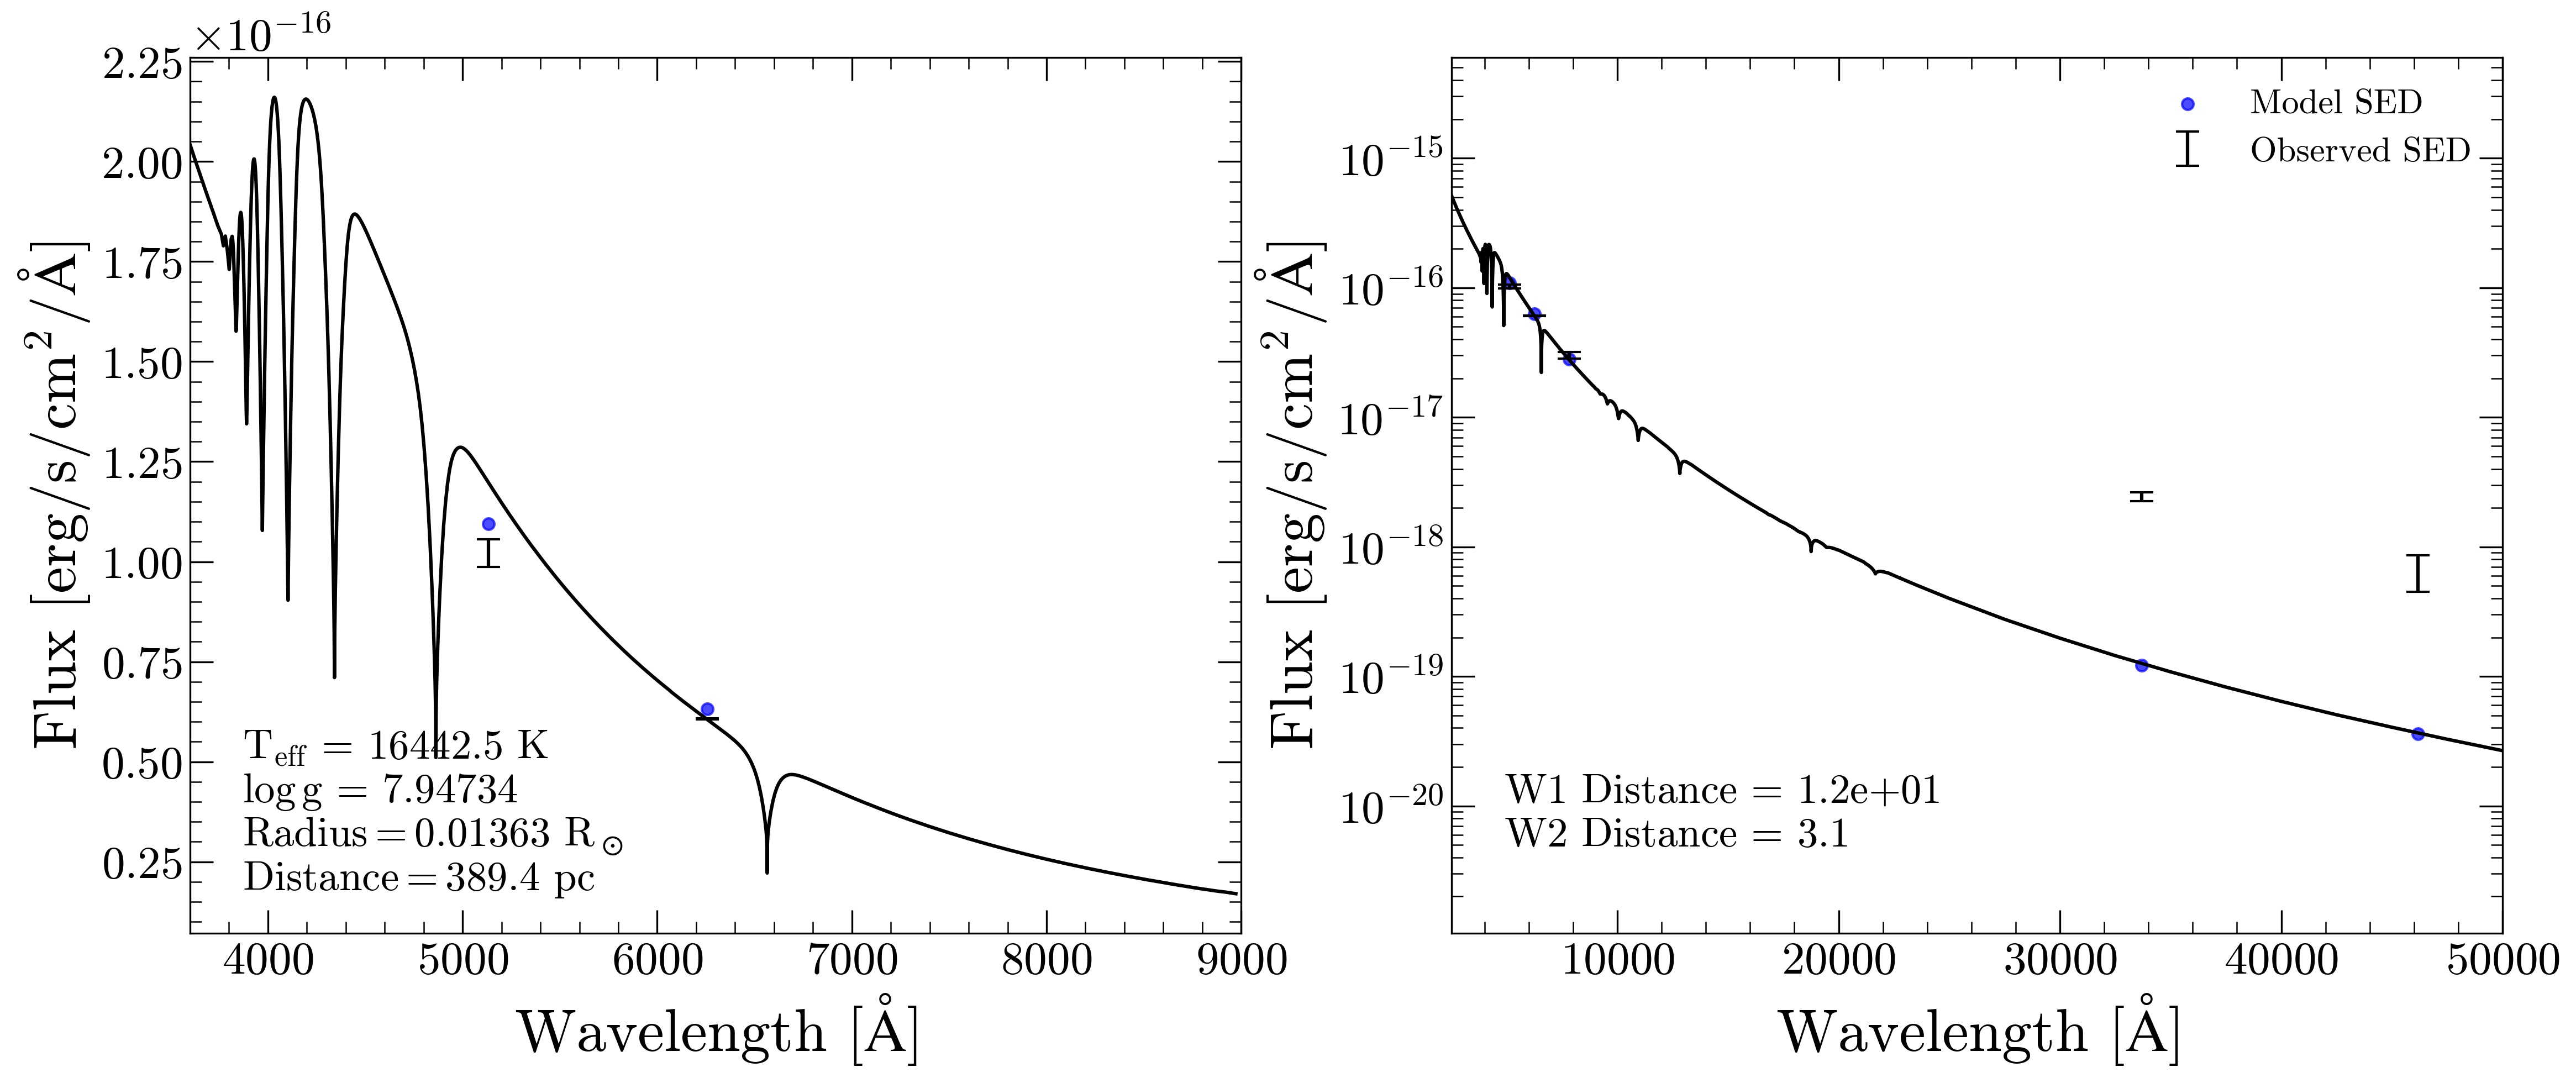 ×10⁻¹⁶
2.25
2.00
1.75
1.50
1.25
1.00
0.75
0.50
0.25
Flux [erg/s/cm²/Å]
T_eff = 16442.5 K
log g = 7.94734
Radius = 0.01363 R_⊙
Distance = 389.4 pc
4000 5000 6000 7000 8000 9000
Wavelength [Å]
10⁻¹⁵
10⁻¹⁶
10⁻¹⁷
10⁻¹⁸
10⁻¹⁹
10⁻²⁰
Flux [erg/s/cm²/Å]
Model SED
Observed SED
W1 Distance = 1.2e+01
W2 Distance = 3.1
10000 20000 30000 40000 50000
Wavelength [Å]